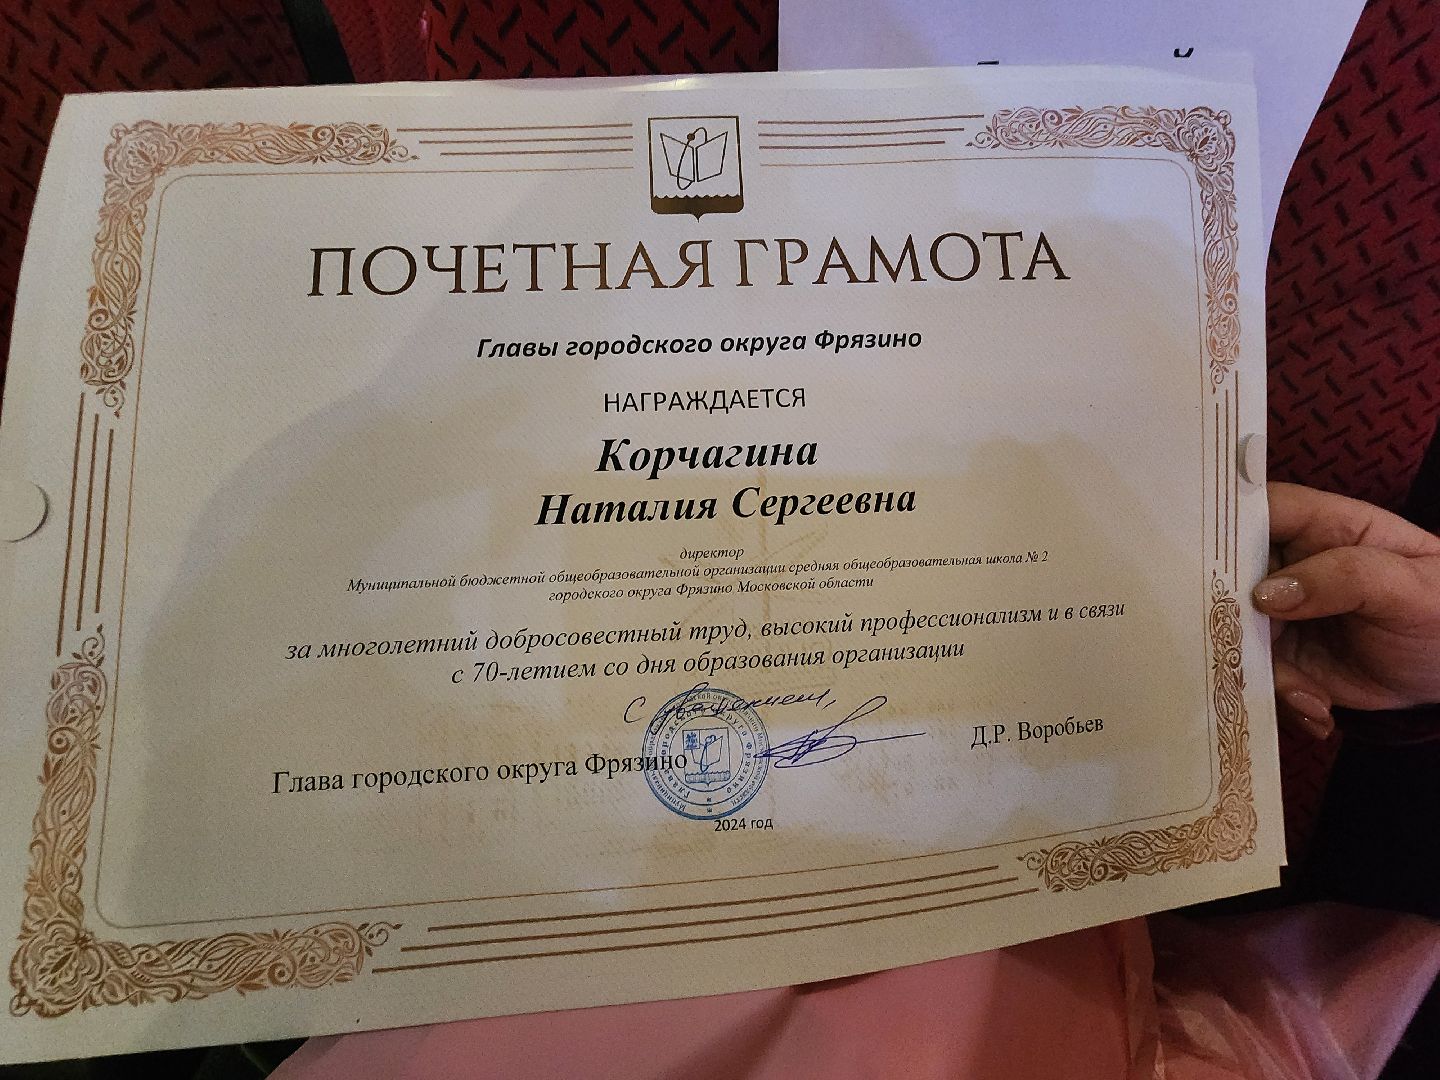 ПОЧЕТНАЯ ГРАМОТА
Главы городского округа Фрязино
НАГРАЖДАЕТСЯ
Корчагина
Наталия Сергеевна
директор
Муниципальной бюджетной общеобразовательной организации средняя общеобразовательная школа № 2
городского округа Фрязино Московской области
за многолетний добросовестный труд, высокий профессионализм и в связи
с 70-летием со дня образования организации
С уважением,
Глава городского округа Фрязино
Д.Р. Воробьев
2024 год